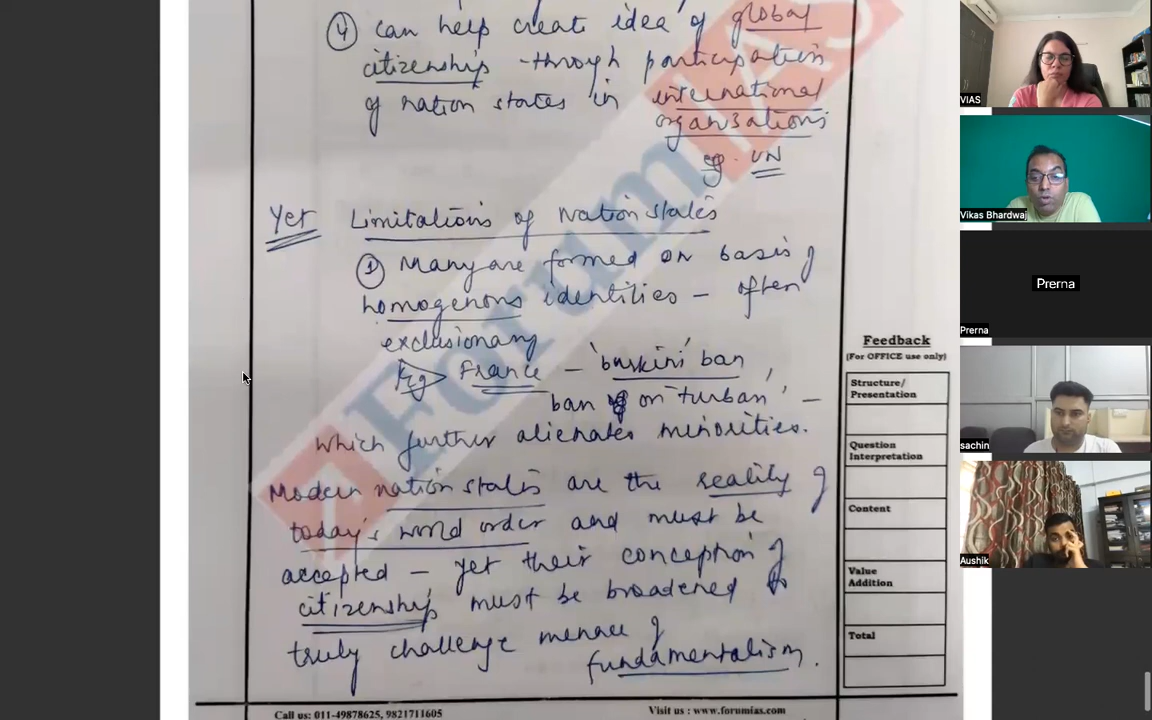 ④ can help create idea of global
citizenship - through participation
of nation states in international
organisations
eg. UN
Yet Limitations of Nation states
① Many are formed on basis of
homogenous identities - often
exclusionary
Eg France - 'burkini' ban,
ban on 'turban' -
which further alienates minorities.
Modern nation states are the reality of
today's world order and must be
accepted - yet their conception of
citizenship must be broadened to
truly challenge menace of
fundamentalism.
ForumIAS
Feedback
(For OFFICE use only)
Structure/
Presentation
Question
Interpretation
Content
Value
Addition
Total
Call us: 011-49878625, 9821711605
Visit us : www.forumias.com
VIAS
Vikas Bhardwaj
Prerna
Prerna
sachin
Aushik